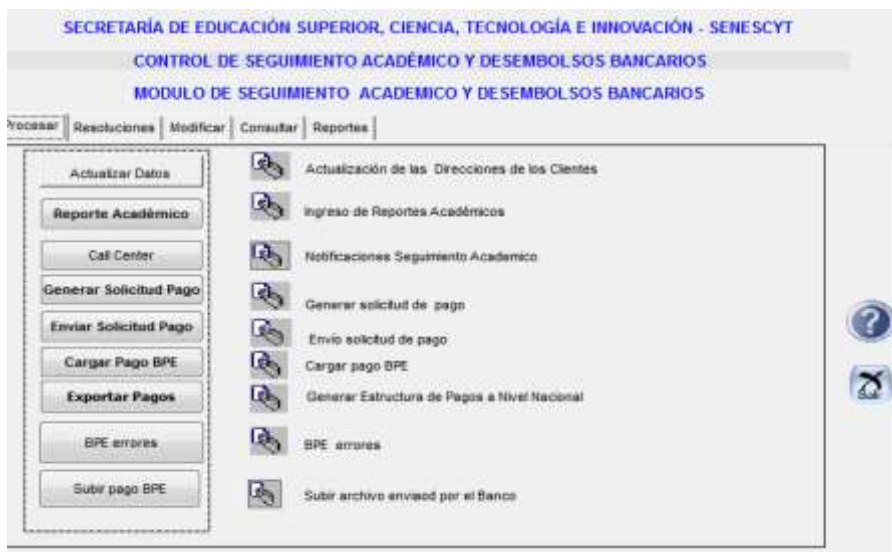 SECRETARÍA DE EDUCACIÓN SUPERIOR, CIENCIA, TECNOLOGÍA E INNOVACIÓN - SENESCYT
CONTROL DE SEGUIMIENTO ACADÉMICO Y DESEMBOLSOS BANCARIOS
MODULO DE SEGUIMIENTO ACADEMICO Y DESEMBOLSOS BANCARIOS
Procesar Resoluciones Modificar Consultar Reportes
Actualizar Datos Actualización de las Direcciones de los Clientes
Reporte Académico Ingreso de Reportes Académicos
Call Center Notificaciones Seguimiento Academico
Generar Solicitud Pago Generar solicitud de pago
Enviar Solicitud Pago Envío solicitud de pago
Cargar Pago BPE Cargar pago BPE
Exportar Pagos Generar Estructura de Pagos a Nivel Nacional
BPE errores BPE errores
Subir pago BPE Subir archivo envisod por el Banco